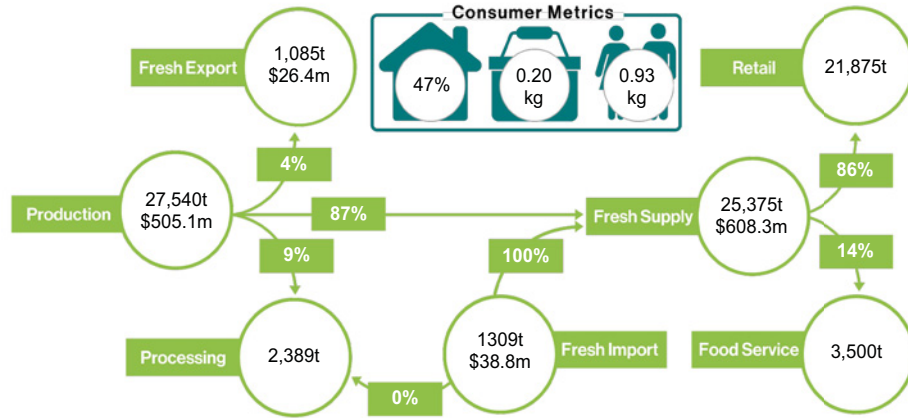 Consumer Metrics
47%
0.20
kg
0.93
kg
Fresh Export
1,085t
$26.4m
Retail
21,875t
4%
86%
Production
27,540t
$505.1m
87%
Fresh Supply
25,375t
$608.3m
9%
100%
14%
Processing
2,389t
0%
1309t
$38.8m
Fresh Import
Food Service
3,500t